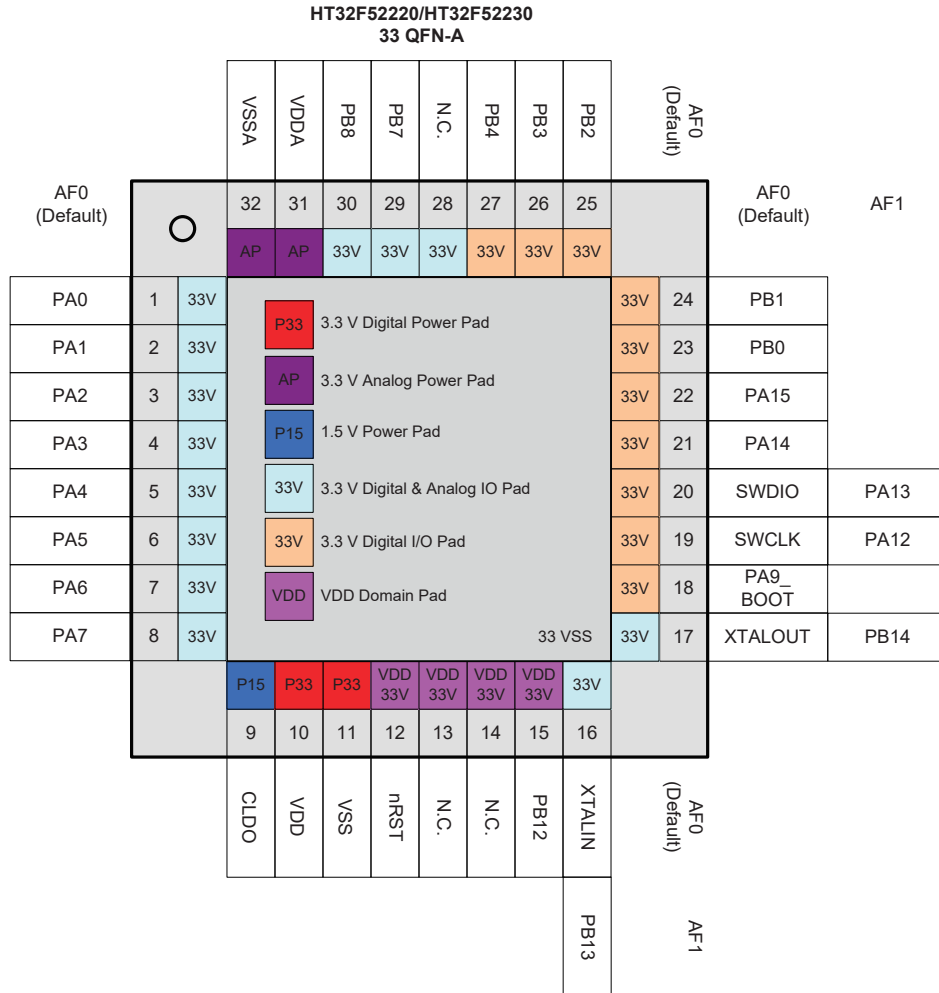 HT32F52220/HT32F52230
33 QFN-A
VSSA
VDDA
PB8
PB7
N.C.
PB4
PB3
PB2
AF0
(Default)
AF0
(Default)
32 31 30 29 28 27 26 25
AF0
(Default)
AF1
AP AP 33V 33V 33V 33V 33V 33V
PA0 1 33V
PA1 2 33V
PA2 3 33V
PA3 4 33V
PA4 5 33V
PA5 6 33V
PA6 7 33V
PA7 8 33V
P33 3.3 V Digital Power Pad
AP 3.3 V Analog Power Pad
P15 1.5 V Power Pad
33V 3.3 V Digital & Analog IO Pad
33V 3.3 V Digital I/O Pad
VDD VDD Domain Pad
33 VSS
33V 24 PB1
33V 23 PB0
33V 22 PA15
33V 21 PA14
33V 20 SWDIO PA13
33V 19 SWCLK PA12
33V 18 PA9_
BOOT
33V 17 XTALOUT PB14
P15 P33 P33 VDD VDD VDD VDD 33V
33V 33V 33V 33V
9 10 11 12 13 14 15 16
CLDO
VDD
VSS
nRST
N.C.
N.C.
PB12
XTALIN
AF0
(Default)
PB13
AF1